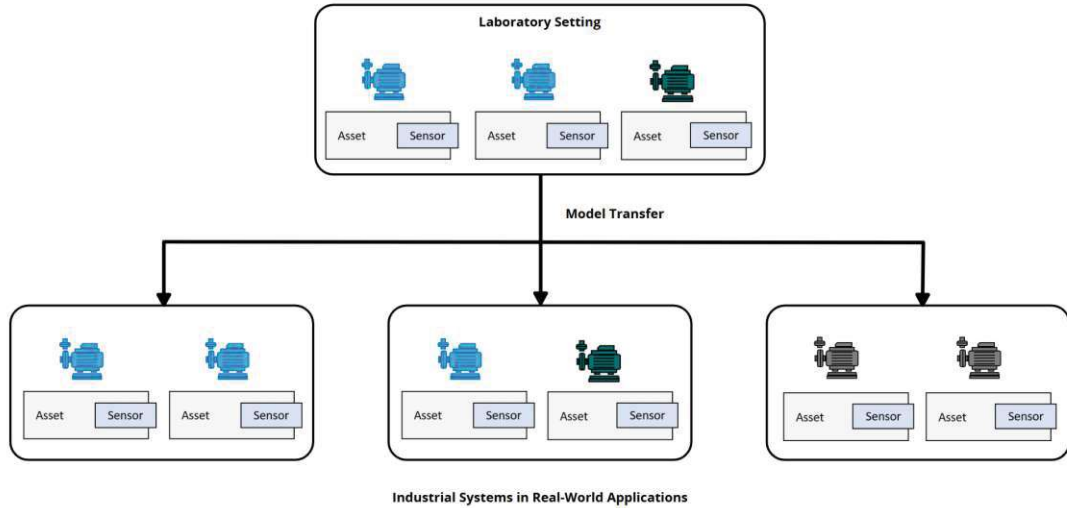 Laboratory Setting
Asset Sensor Asset Sensor Asset Sensor
Model Transfer
Asset Sensor Asset Sensor Asset Sensor Asset Sensor Asset Sensor Asset Sensor
Industrial Systems in Real-World Applications